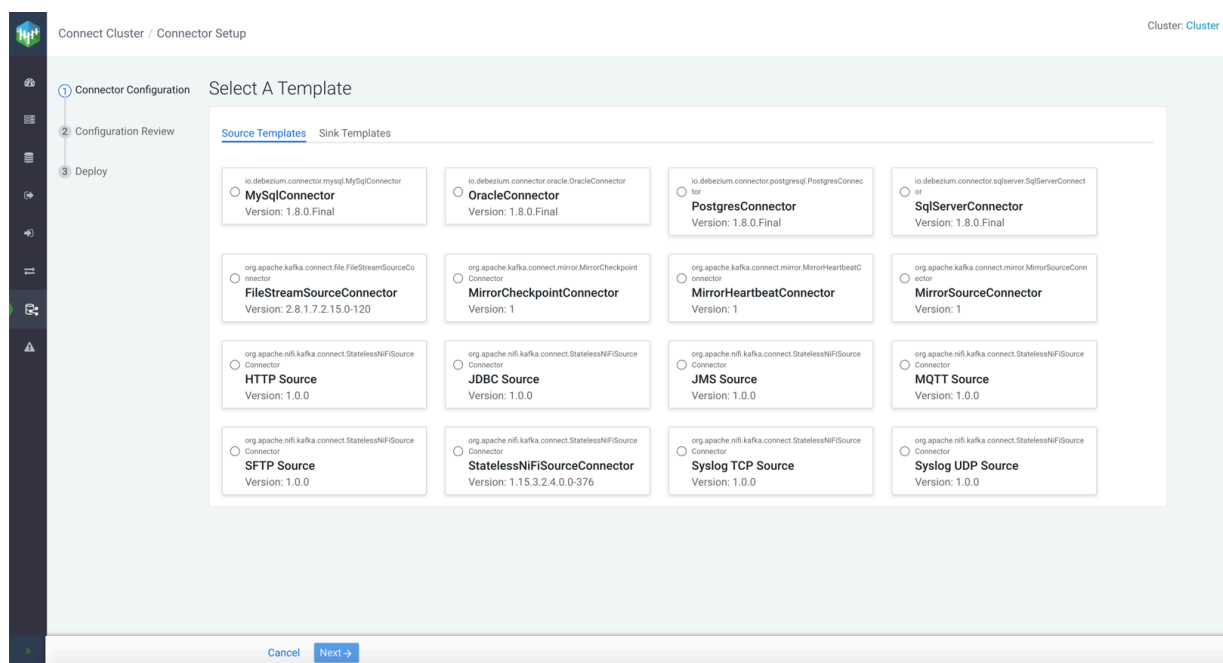 Connect Cluster / Connector Setup
Cluster: Cluster
1 Connector Configuration
2 Configuration Review
3 Deploy
Select A Template
Source Templates Sink Templates
io.debezium.connector.mysql.MySqlConnector
MySqlConnector
Version: 1.8.0.Final
io.debezium.connector.oracle.OracleConnector
OracleConnector
Version: 1.8.0.Final
io.debezium.connector.postgresql.PostgresConnec
tor
PostgresConnector
Version: 1.8.0.Final
io.debezium.connector.sqlserver.SqlServerConnect
or
SqlServerConnector
Version: 1.8.0.Final
org.apache.kafka.connect.file.FileStreamSourceCo
nnector
FileStreamSourceConnector
Version: 2.8.1.7.2.15.0-120
org.apache.kafka.connect.mirror.MirrorCheckpoint
Connector
MirrorCheckpointConnector
Version: 1
org.apache.kafka.connect.mirror.MirrorHeartbeatC
onnector
MirrorHeartbeatConnector
Version: 1
org.apache.kafka.connect.mirror.MirrorSourceConn
ector
MirrorSourceConnector
Version: 1
org.apache.nifi.kafka.connect.StatelessNiFiSource
Connector
HTTP Source
Version: 1.0.0
org.apache.nifi.kafka.connect.StatelessNiFiSource
Connector
JDBC Source
Version: 1.0.0
org.apache.nifi.kafka.connect.StatelessNiFiSource
Connector
JMS Source
Version: 1.0.0
org.apache.nifi.kafka.connect.StatelessNiFiSource
Connector
MQTT Source
Version: 1.0.0
org.apache.nifi.kafka.connect.StatelessNiFiSource
Connector
SFTP Source
Version: 1.0.0
org.apache.nifi.kafka.connect.StatelessNiFiSource
Connector
StatelessNiFiSourceConnector
Version: 1.15.3.2.4.0.0-376
org.apache.nifi.kafka.connect.StatelessNiFiSource
Connector
Syslog TCP Source
Version: 1.0.0
org.apache.nifi.kafka.connect.StatelessNiFiSource
Connector
Syslog UDP Source
Version: 1.0.0
» Cancel Next →